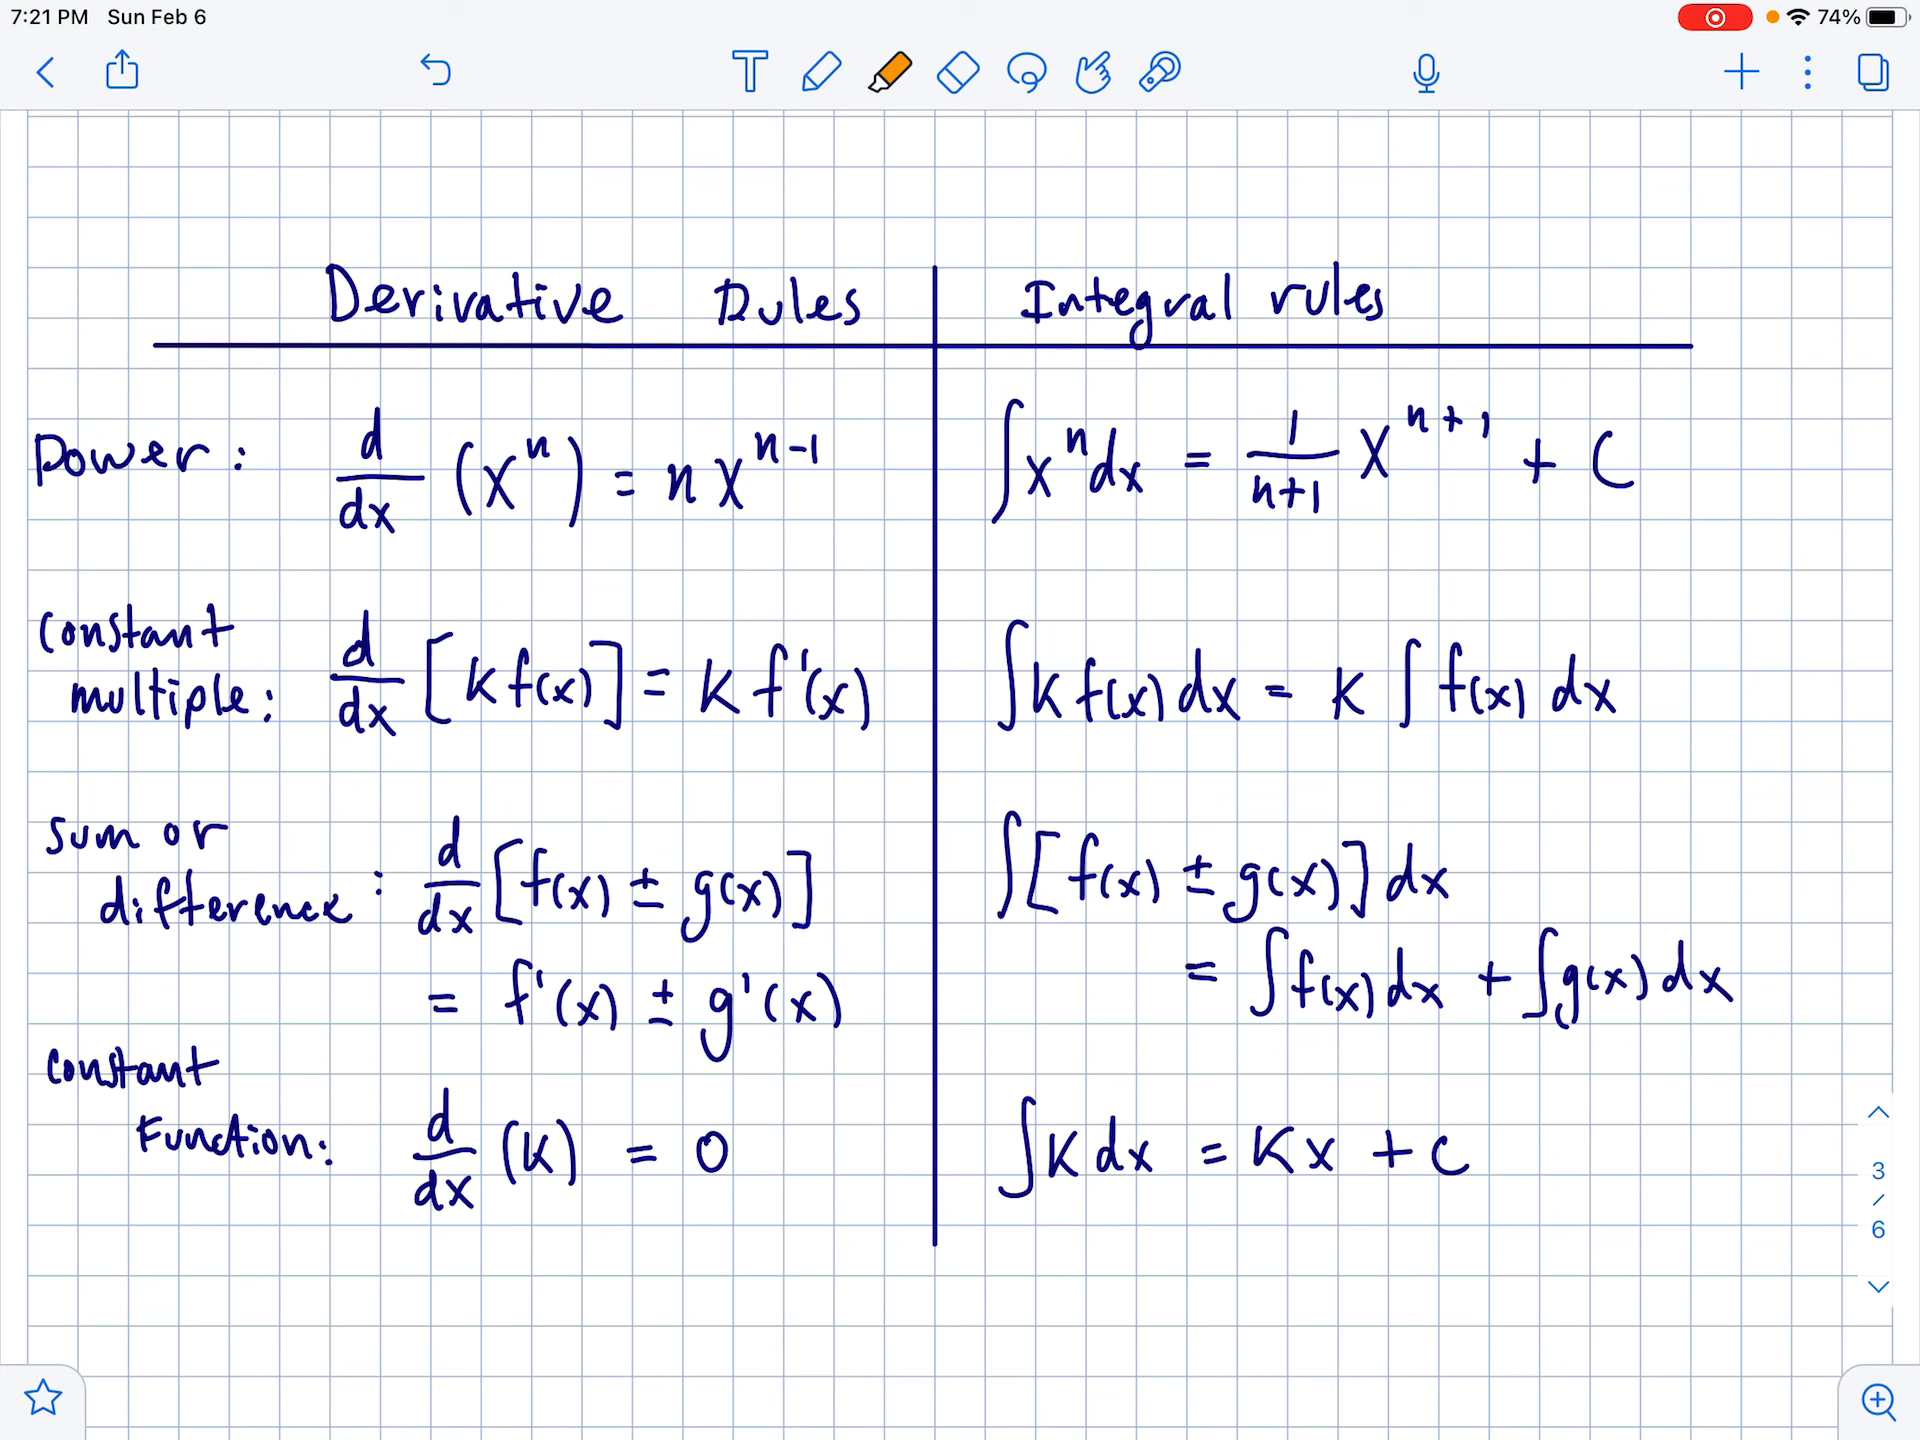 7:21 PM Sun Feb 6
74%
T
Derivative Rules
Integral rules
Power: d/dx (x^n) = n x^(n-1)
∫x^n dx = 1/(n+1) x^(n+1) + C
constant
multiple: d/dx [K f(x)] = K f'(x)
∫K f(x) dx = K ∫ f(x) dx
sum or
difference: d/dx [f(x) ± g(x)]
= f'(x) ± g'(x)
∫[f(x) ± g(x)] dx
= ∫f(x) dx + ∫g(x) dx
constant
Function: d/dx (K) = 0
∫K dx = Kx + C
3
/
6